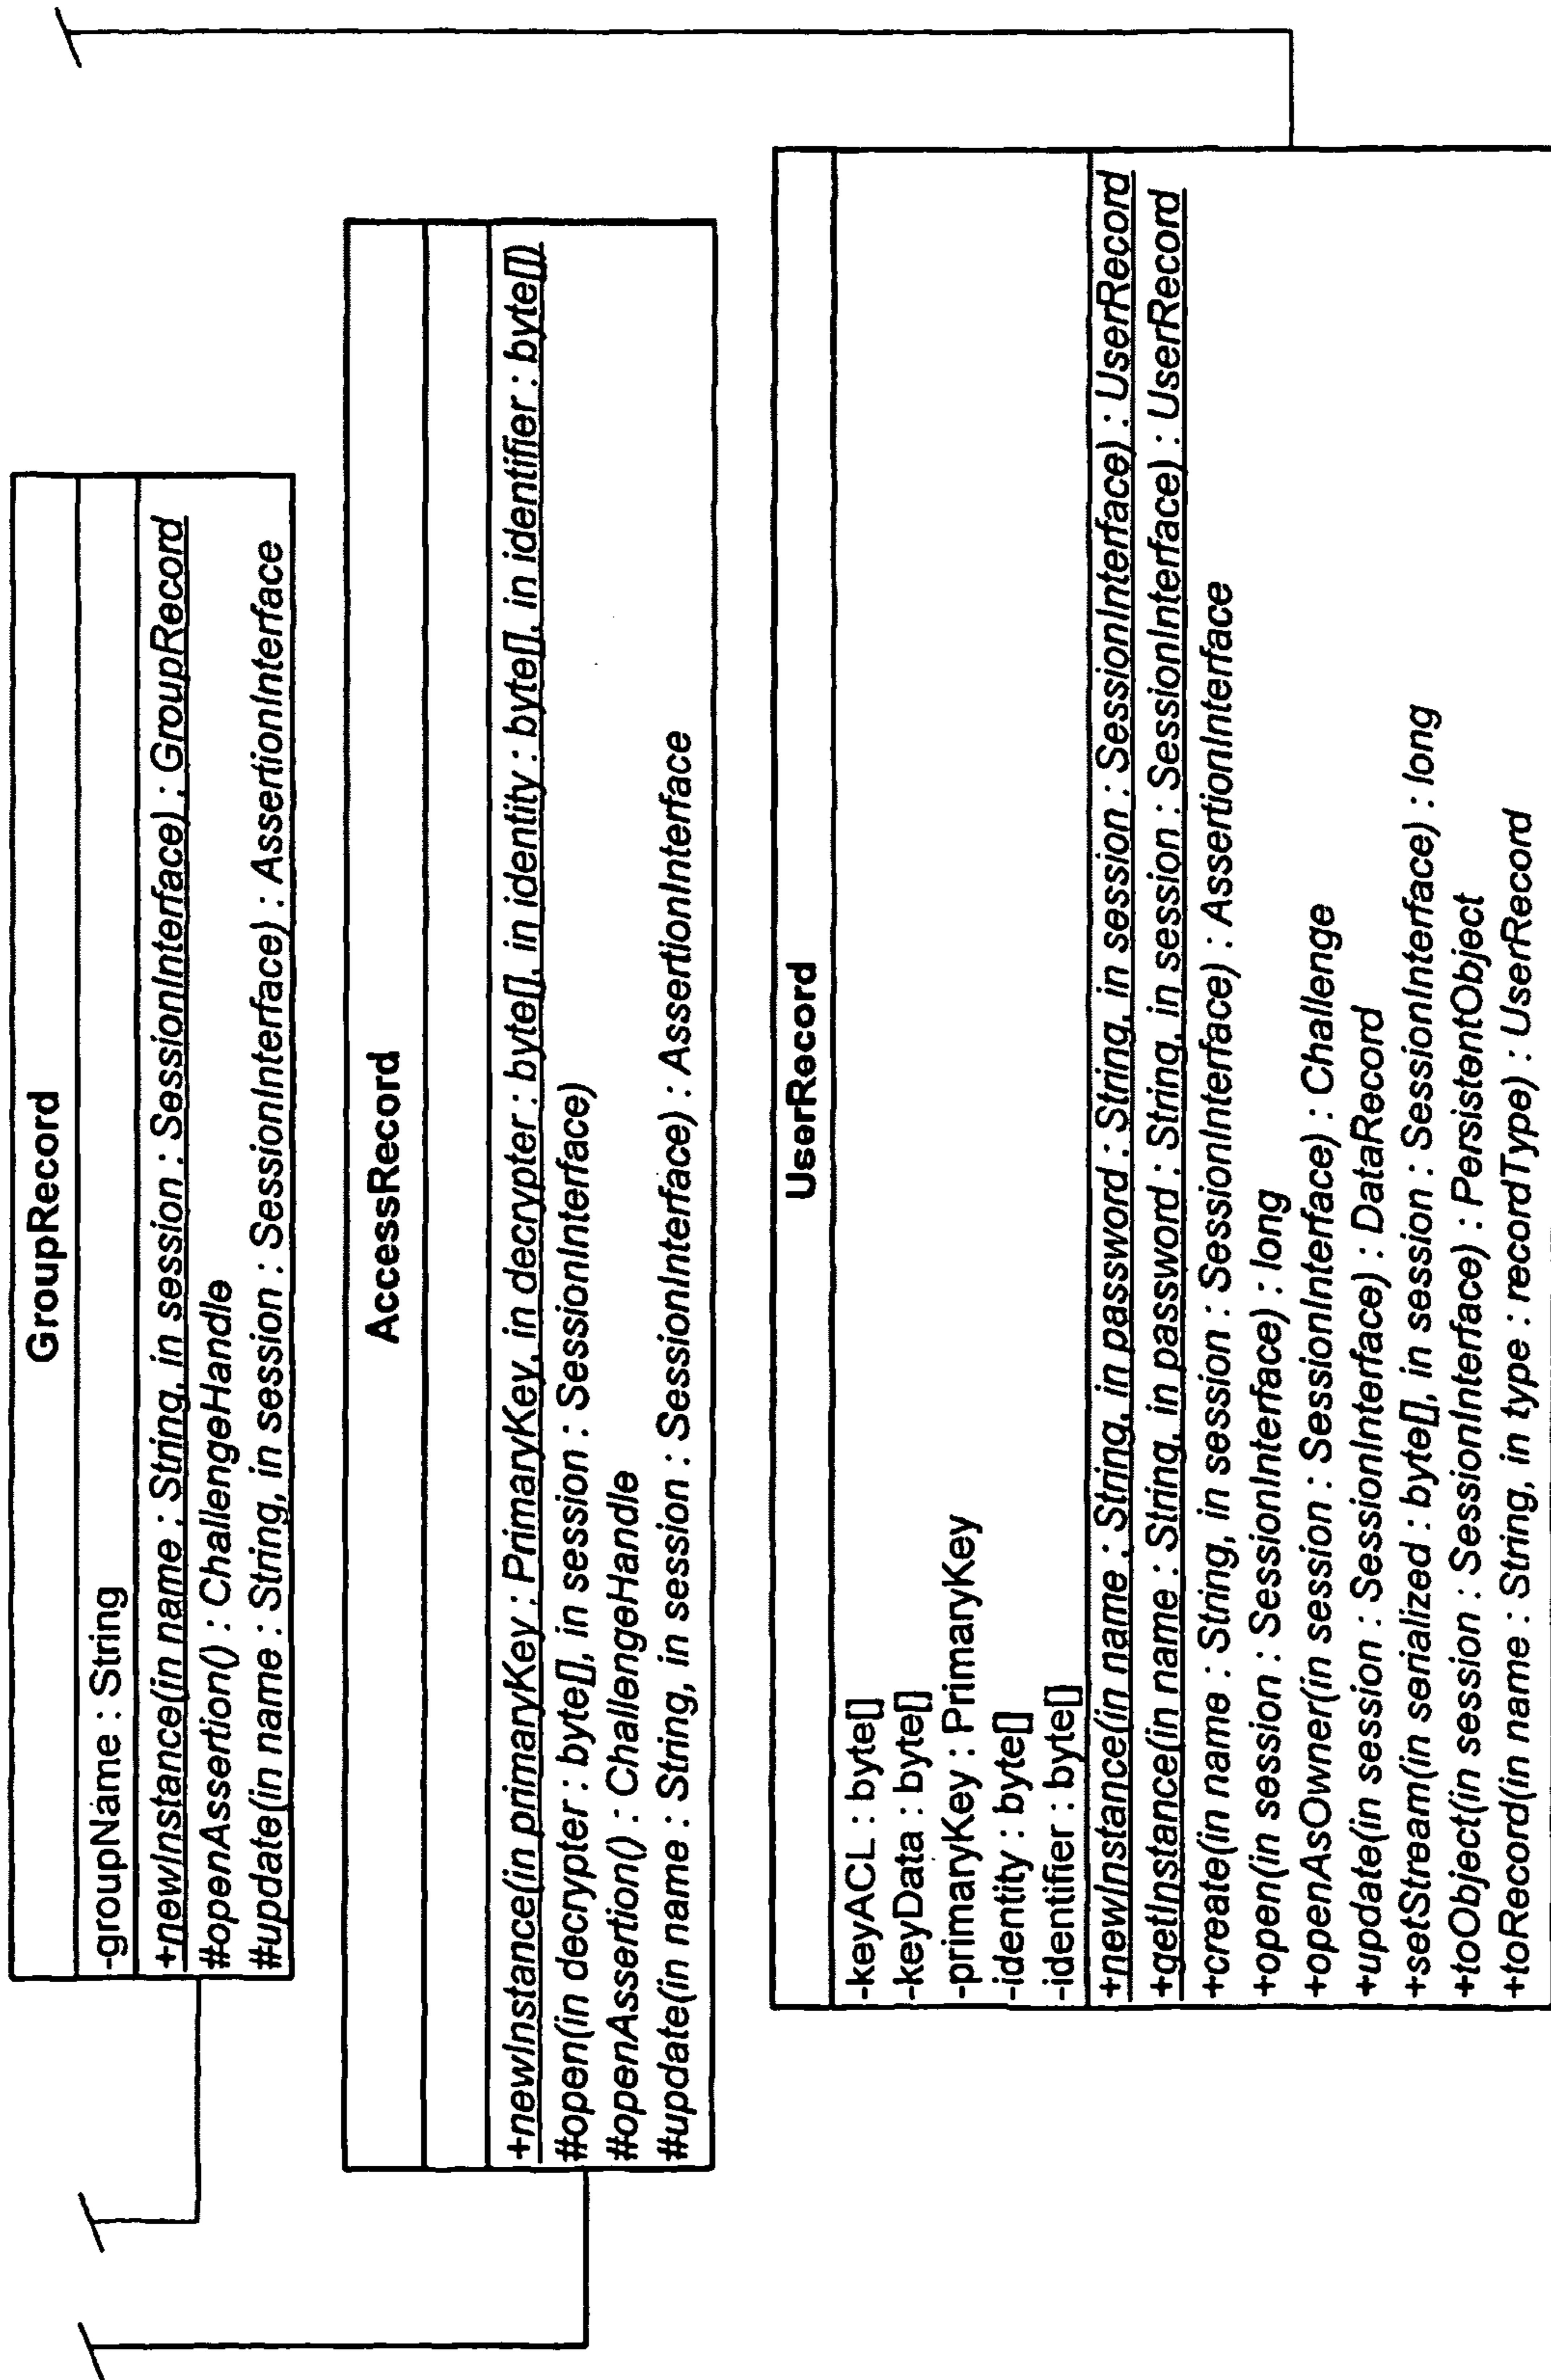 GroupRecord
-groupName : String
+newInstance(in name : String, in session : SessionInterface) : GroupRecord
#openAssertion() : ChallengeHandle
#update(in name : String, in session : SessionInterface) : AssertionInterface
AccessRecord
+newInstance(in primaryKey : PrimaryKey, in decrypter : byte[], in identity : byte[], in identifier : byte[])
#open(in decrypter : byte[], in session : SessionInterface)
#openAssertion() : ChallengeHandle
#update(in name : String, in session : SessionInterface) : AssertionInterface
UserRecord
-keyACL : byte[]
-keyData : byte[]
-primaryKey : PrimaryKey
-identity : byte[]
-identifier : byte[]
+newInstance(in name : String, in password : String, in session : SessionInterface) : UserRecord
+getInstance(in name : String, in password : String, in session : SessionInterface) : UserRecord
+create(in name : String, in session : SessionInterface) : AssertionInterface
+open(in session : SessionInterface) : long
+openAsOwner(in session : SessionInterface) : Challenge
+update(in session : SessionInterface) : DataRecord
+setStream(in serialized : byte[], in session : SessionInterface) : long
+toObject(in session : SessionInterface) : PersistentObject
+toRecord(in name : String, in type : recordType) : UserRecord